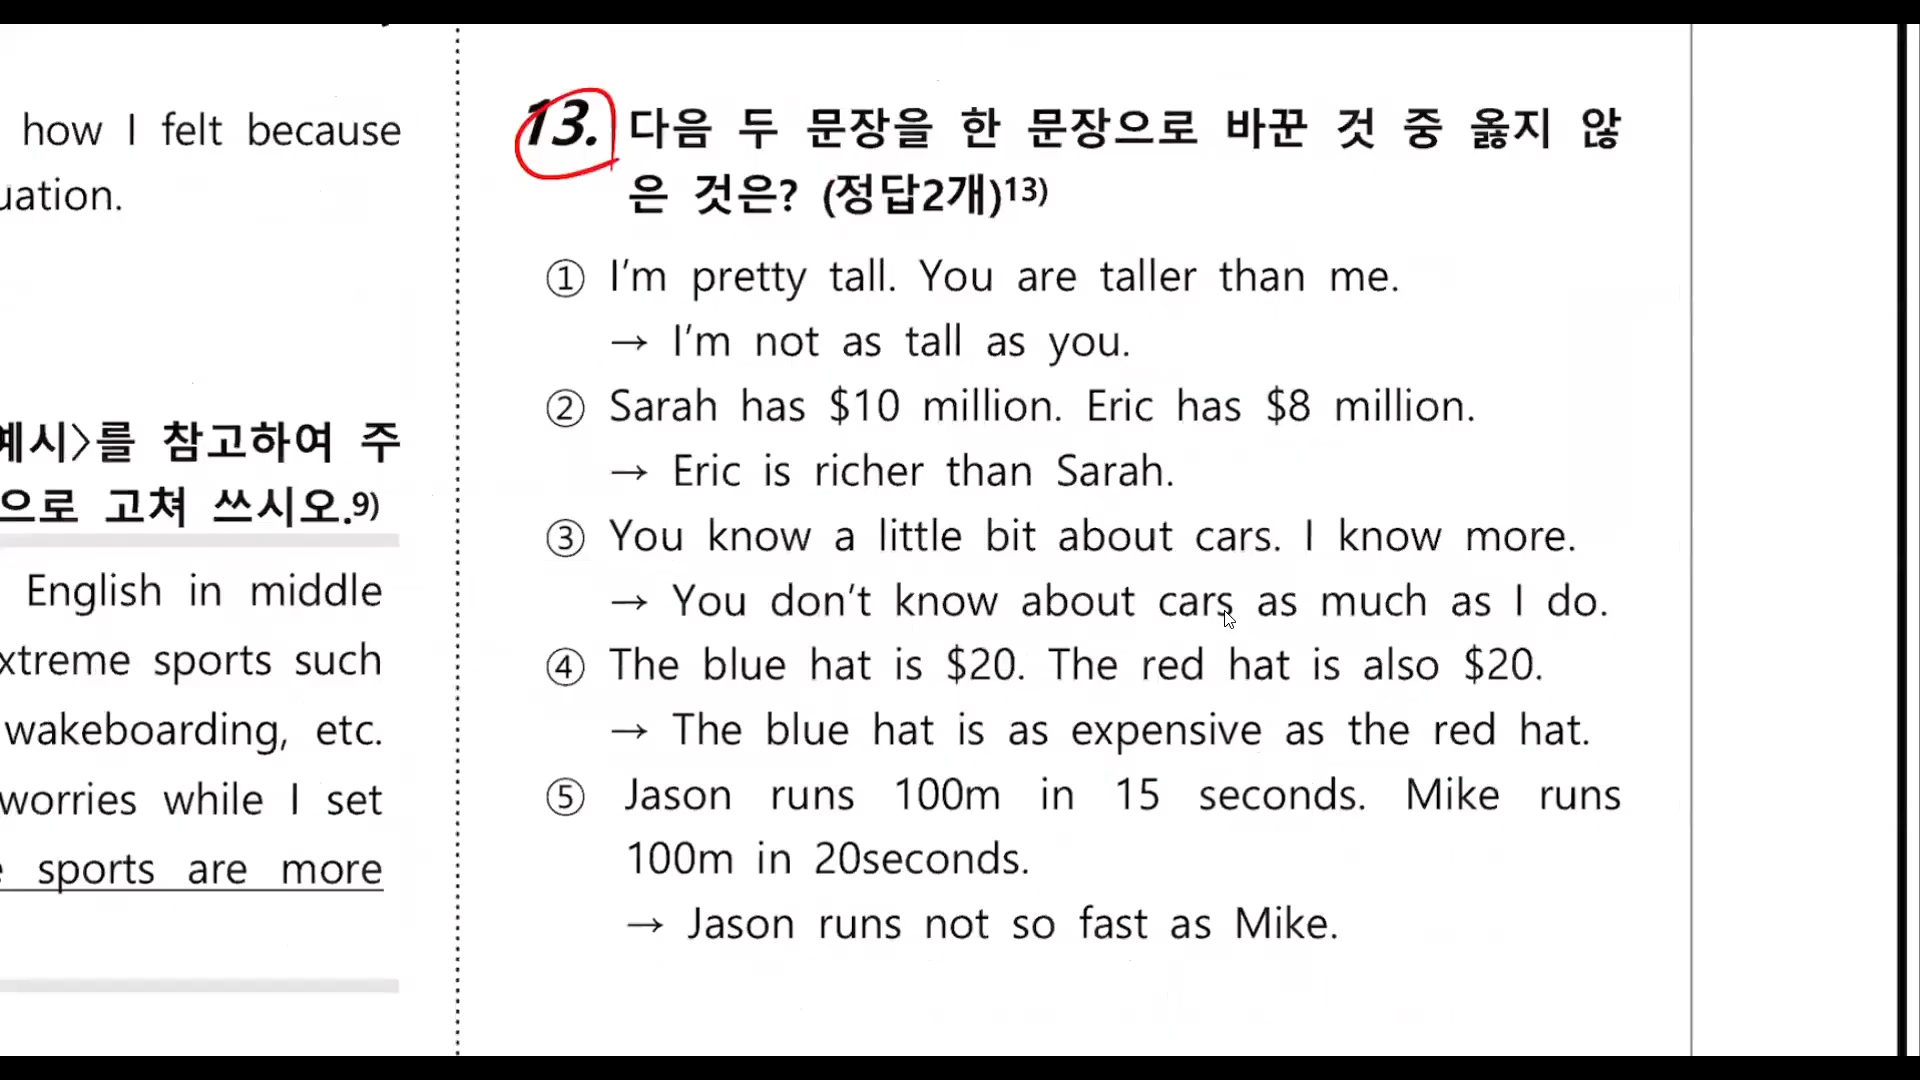 how I felt because
uation.
예시〉를 참고하여 주
으로 고쳐 쓰시오.9)
English in middle
xtreme sports such
wakeboarding, etc.
worries while I set
e sports are more
13. 다음 두 문장을 한 문장으로 바꾼 것 중 옳지 않
은 것은? (정답2개)13)
① I'm pretty tall. You are taller than me.
→ I'm not as tall as you.
② Sarah has $10 million. Eric has $8 million.
→ Eric is richer than Sarah.
③ You know a little bit about cars. I know more.
→ You don't know about cars as much as I do.
④ The blue hat is $20. The red hat is also $20.
→ The blue hat is as expensive as the red hat.
⑤ Jason runs 100m in 15 seconds. Mike runs
100m in 20seconds.
→ Jason runs not so fast as Mike.